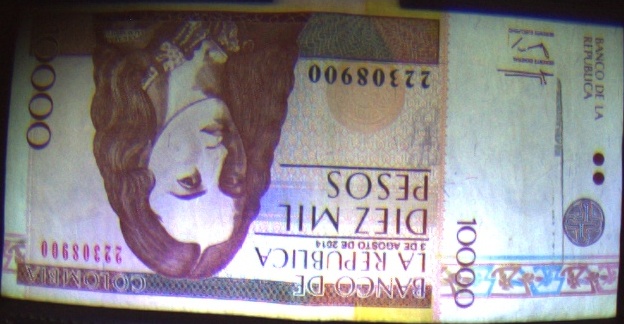 BANCO DE
LA REPUBLICA
COLOMBIA
3 DE AGOSTO DE 2014
DIEZ MIL
PESOS
22308900
22308900
10000
BANCO DE LA
REPUBLICA